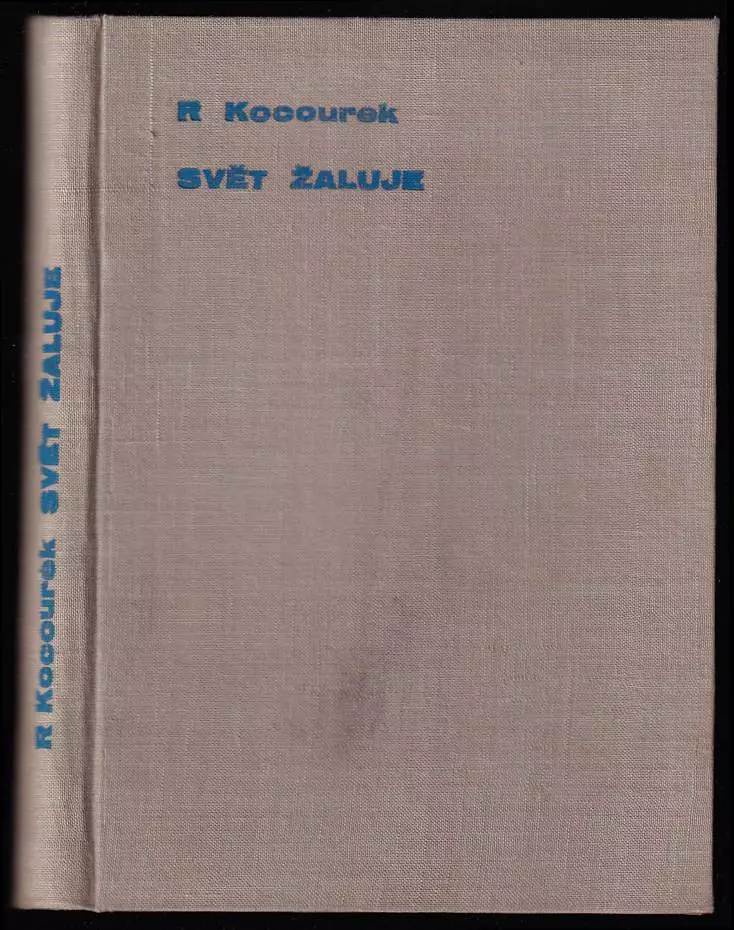 R Kocourek
SVĚT ŽALUJE
R Kocourek SVĚT ŽALUJE